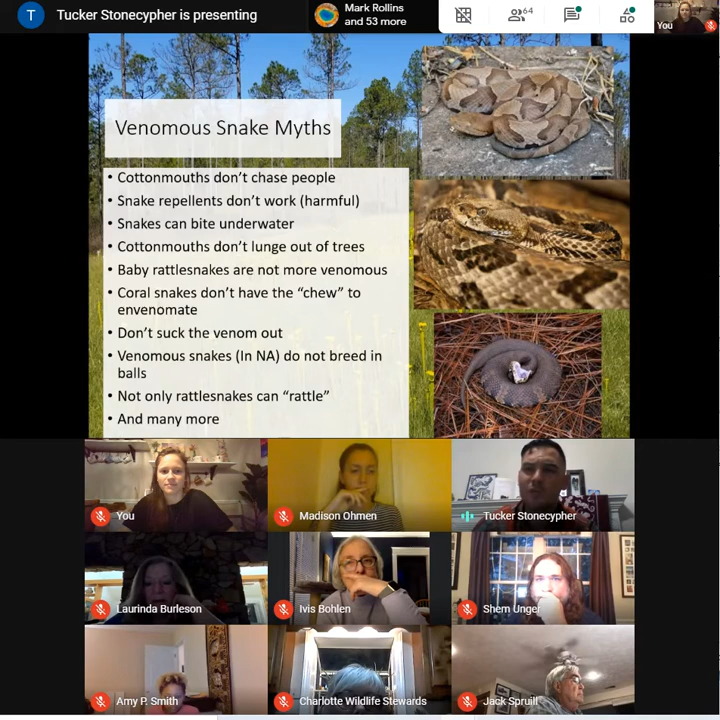 T
Tucker Stonecypher is presenting
Mark Rollins
and 53 more
64
You
Venomous Snake Myths
• Cottonmouths don't chase people
• Snake repellents don't work (harmful)
• Snakes can bite underwater
• Cottonmouths don't lunge out of trees
• Baby rattlesnakes are not more venomous
• Coral snakes don't have the "chew" to
envenomate
• Don't suck the venom out
• Venomous snakes (In NA) do not breed in
balls
• Not only rattlesnakes can "rattle"
• And many more
You
Madison Ohmen
Tucker Stonecypher
Laurinda Burleson
Ivis Bohlen
Shem Unger
Amy P. Smith
Charlotte Wildlife Stewards
Jack Spruill